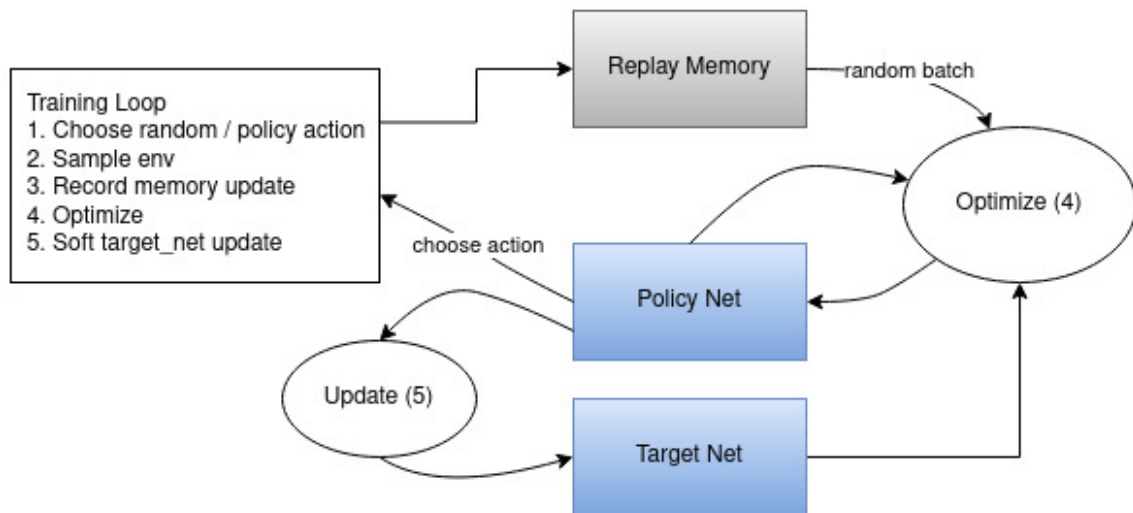 Replay Memory
random batch
Training Loop
1. Choose random / policy action
2. Sample env
3. Record memory update
4. Optimize
5. Soft target_net update
Optimize (4)
choose action
Policy Net
Update (5)
Target Net